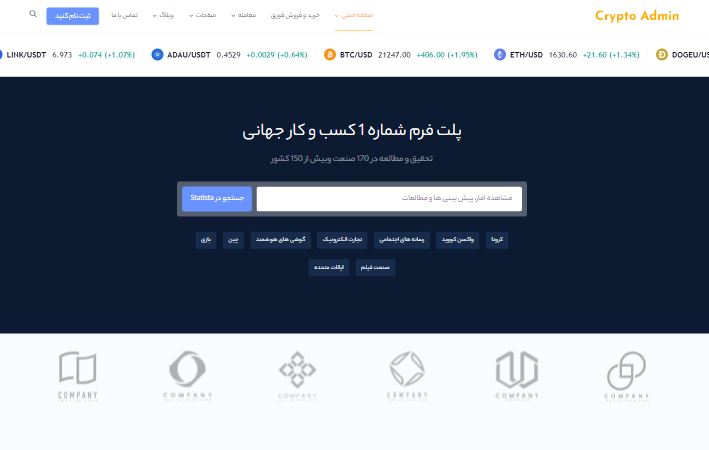 Crypto Admin
صفحه اصلی خرید و فروش فوری معامله صفحات وبلاگ تماس با ما ثبت نام کنید
LINK/USDT 6.973 +0.074 (+1.07%) ADAU/USDT 0.4529 +0.0029 (+0.64%) BTC/USD 21247.00 +406.00 (+1.95%) ETH/USD 1630.60 +21.60 (+1.34%) DOGEU/US
پلت فرم شماره 1 کسب و کار جهانی
تحقیق و مطالعه در 170 صنعت وبیش از 150 کشور
مشاهده آمار، پیش بینی ها و مطالعات جستجو در Statista
کرونا واکسن کووید رسانه های اجتماعی تجارت الکترونیک گوشی های هوشمند چین بازی
صنعت فیلم ایالات متحده
COMPANY COMPANY COMPANY COMPANY COMPANY COMPANY